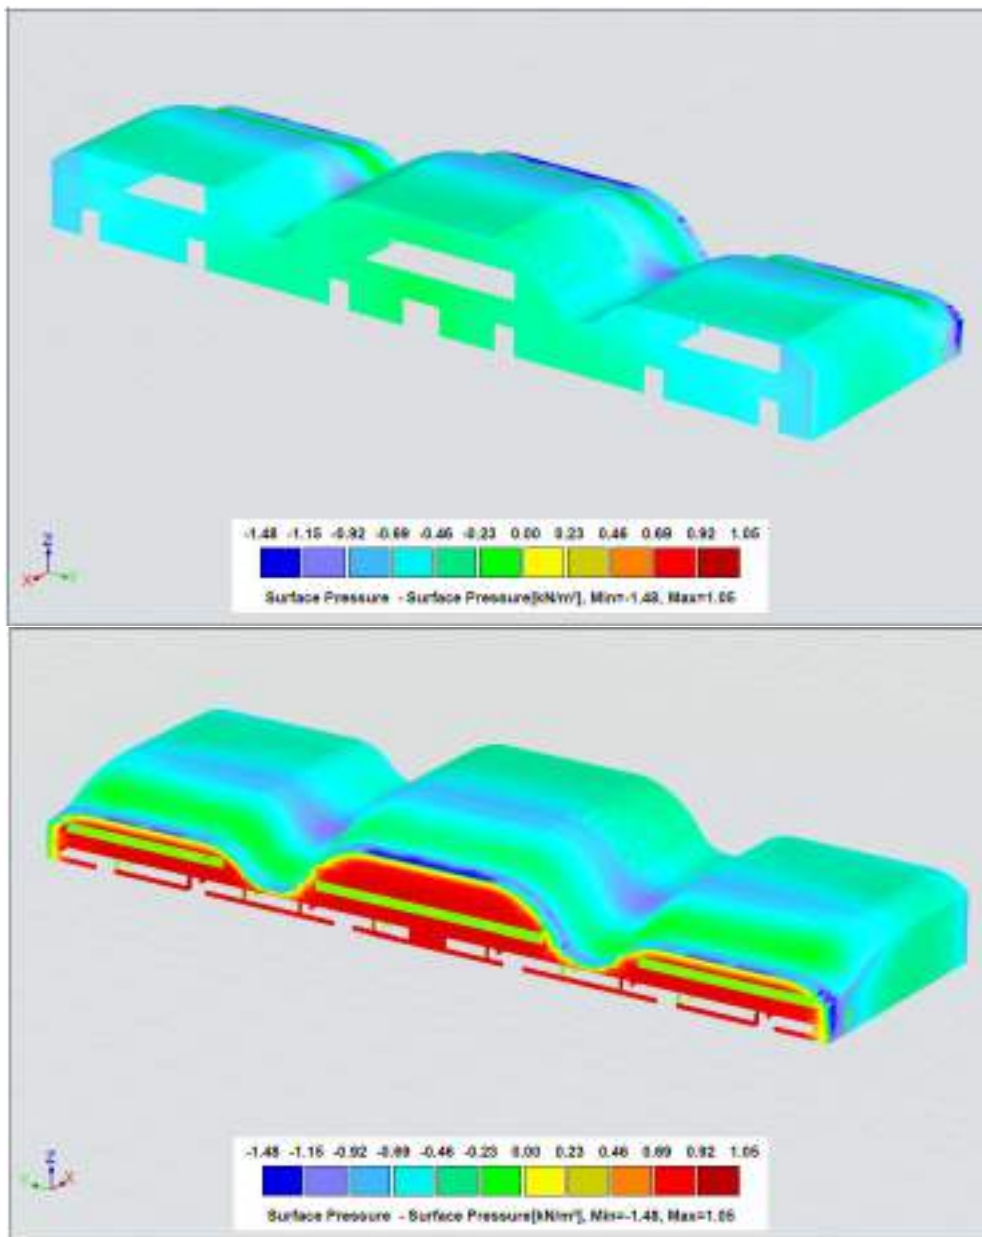 -1.48 -1.15 -0.92 -0.69 -0.46 -0.23 0.00 0.23 0.46 0.69 0.92 1.05
Surface Pressure - Surface Pressure[kN/m²], Min=-1.48, Max=1.05
Z
X
-1.48 -1.15 -0.92 -0.69 -0.46 -0.23 0.00 0.23 0.46 0.69 0.92 1.05
Surface Pressure - Surface Pressure[kN/m²], Min=-1.48, Max=1.05
Z
X